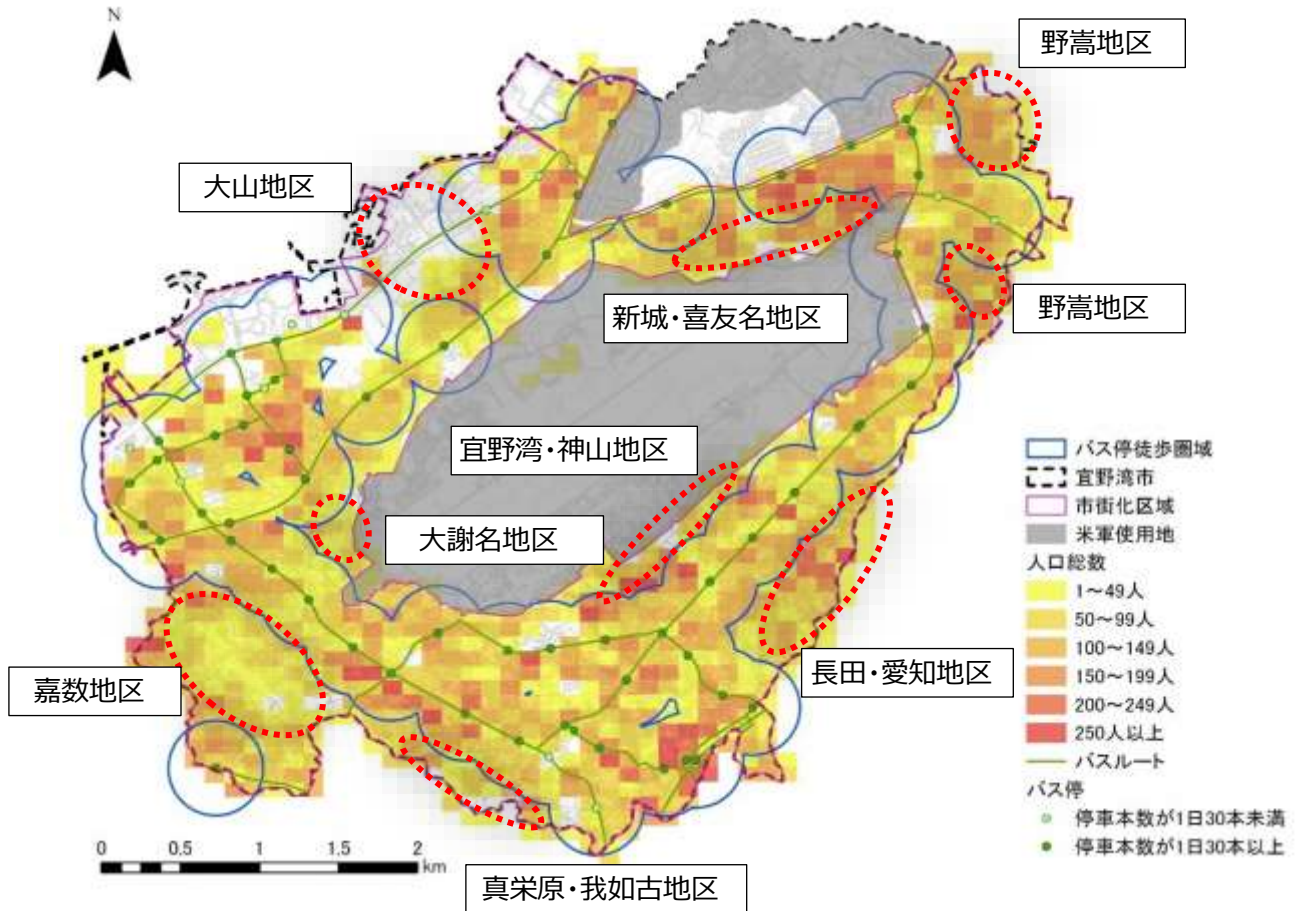 N
野嵩地区
大山地区
新城・喜友名地区
野嵩地区
宜野湾・神山地区
大謝名地区
長田・愛知地区
嘉数地区
真栄原・我如古地区
バス停徒歩圏域
宜野湾市
市街化区域
米軍使用地
人口総数
1～49人
50～99人
100～149人
150～199人
200～249人
250人以上
バスルート
バス停
停車本数が1日30本未満
停車本数が1日30本以上
0 0.5 1 2
km